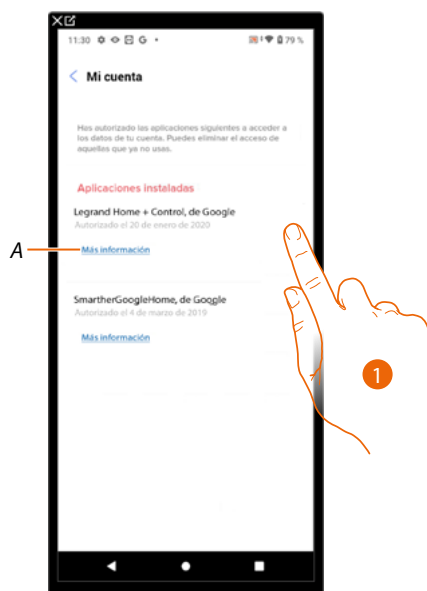 11:30 G 79 %
Mi cuenta
Has autorizado las aplicaciones siguientes a acceder a
los datos de tu cuenta. Puedes eliminar el acceso de
aquellas que ya no usas.
Aplicaciones instaladas
Legrand Home + Control, de Google
Autorizado el 20 de enero de 2020
A
Más información
SmartherGoogleHome, de Google
Autorizado el 4 de marzo de 2019
Más información
1